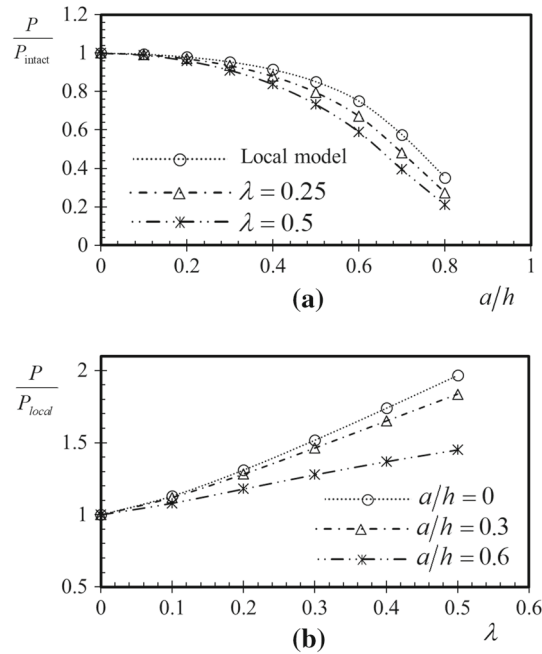 P
P intact
1.2
1
0.8
0.6
0.4
0.2
0
Local model
λ = 0.25
λ = 0.5
0 0.2 0.4 0.6 0.8 1
(a) a/h
P
P local
2
1.5
1
0.5
a/h = 0
a/h = 0.3
a/h = 0.6
0 0.1 0.2 0.3 0.4 0.5 0.6
(b) λ